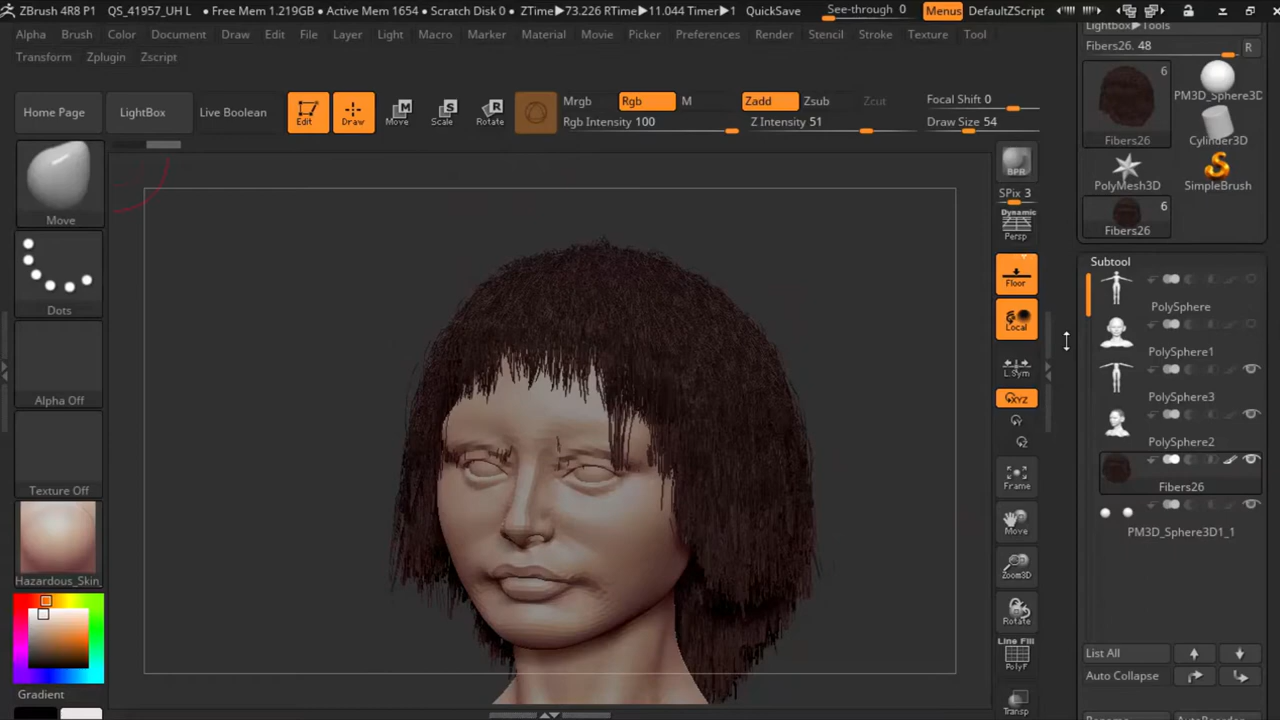 ZBrush 4R8 P1 QS_41957_UH L ● Free Mem 1.219GB ● Active Mem 1654 ● Scratch Disk 0 ● ZTime▶73.226 RTime▶11.044 Timer▶1 QuickSave See-through 0 Menus DefaultZScript
Alpha Brush Color Document Draw Edit File Layer Light Macro Marker Material Movie Picker Preferences Render Stencil Stroke Texture Tool
Transform Zplugin Zscript
Home Page LightBox Live Boolean Edit Draw Move Scale Rotate Mrgb Rgb M Zadd Zsub Zcut Focal Shift 0
Rgb Intensity 100 Z Intensity 51 Draw Size 54
Move
Dots
Alpha Off
Texture Off
Hazardous_Skin_
Gradient
BPR
SPix 3
Dynamic
Persp
Floor
Local
L.Sym
XYZ
Frame
Move
Zoom3D
Rotate
Line Fill
PolyF
Transp
Lightbox▶Tools
Fibers26. 48 R
6
Fibers26
PM3D_Sphere3D
Cylinder3D
PolyMesh3D
SimpleBrush
6
Fibers26
Subtool
PolySphere
PolySphere1
PolySphere3
PolySphere2
Fibers26
PM3D_Sphere3D1_1
List All
Auto Collapse